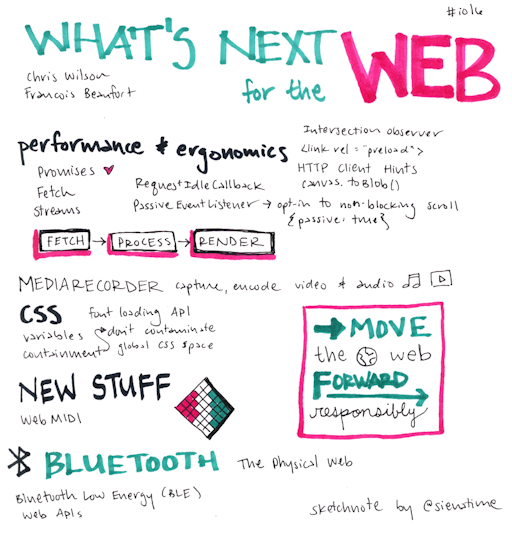 #io16
WHAT'S NEXT
for the WEB
Chris Wilson
Francois Beaufort
performance & ergonomics
Promises
Fetch
Streams
RequestIdleCallback
Passive EventListener → opt-in to non-blocking scroll
{passive: true}
Intersection observer
<link rel="preload">
HTTP Client Hints
canvas.toBlob()
FETCH → PROCESS → RENDER
MEDIARECORDER capture, encode video & audio
CSS font loading API
variables
containment → don't contaminate
global CSS space
NEW STUFF
Web MIDI
→ MOVE
the web
FORWARD
responsibly
BLUETOOTH The Physical Web
Bluetooth Low Energy (BLE)
Web APIs
sketchnote by @sienatime